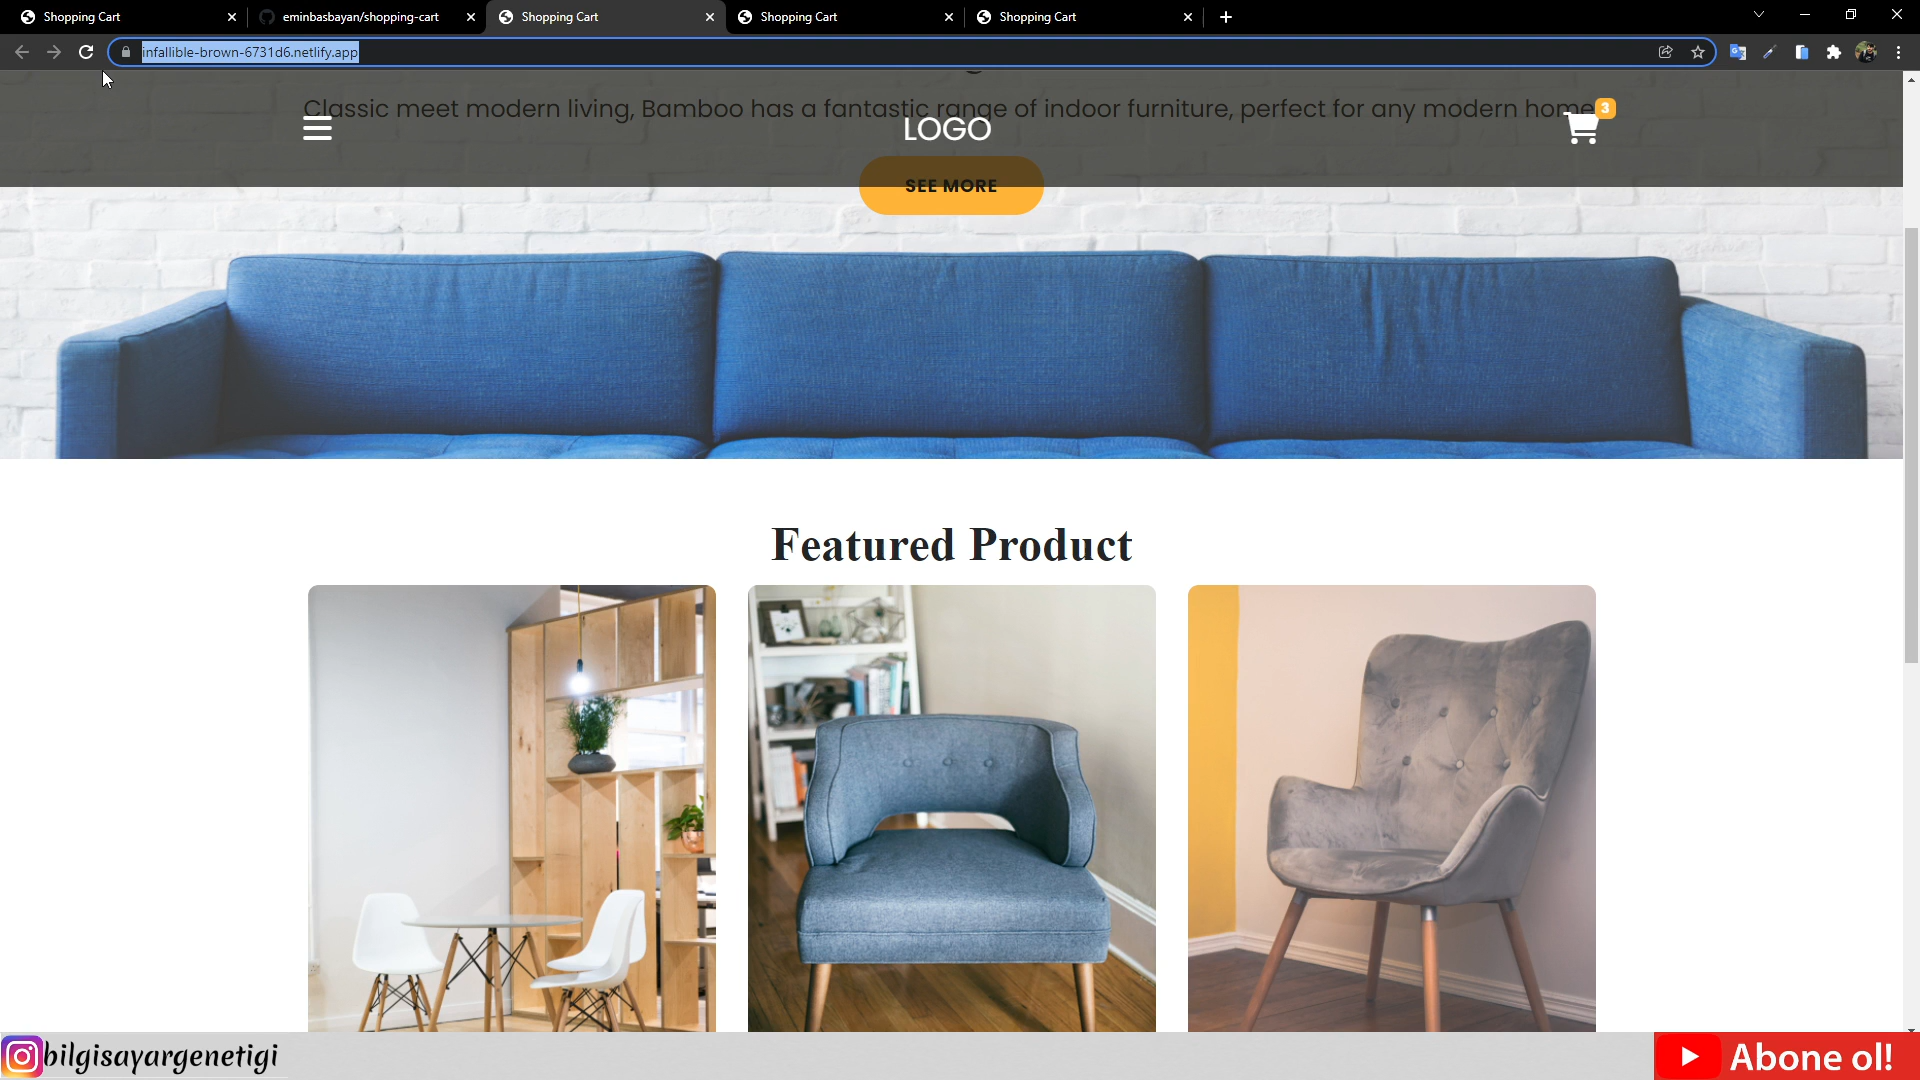 Shopping Cart
eminbasbayan/shopping-cart
Shopping Cart
Shopping Cart
Shopping Cart
infallible-brown-6731d6.netlify.app
Classic meet modern living, Bamboo has a fantastic range of indoor furniture, perfect for any modern home
3
LOGO
SEE MORE
Featured Product
bilgisayargenetigi
Abone ol!